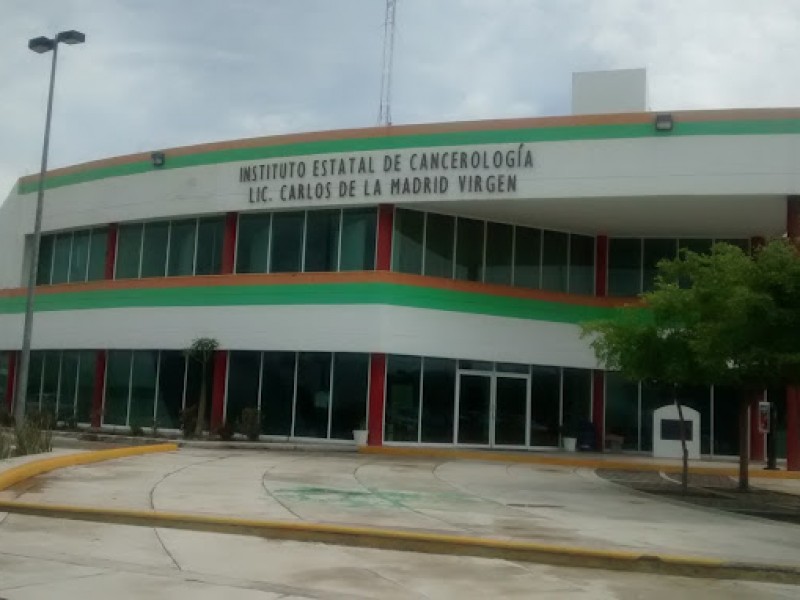 INSTITUTO ESTATAL DE CANCEROLOGÍA
LIC. CARLOS DE LA MADRID VIRGEN